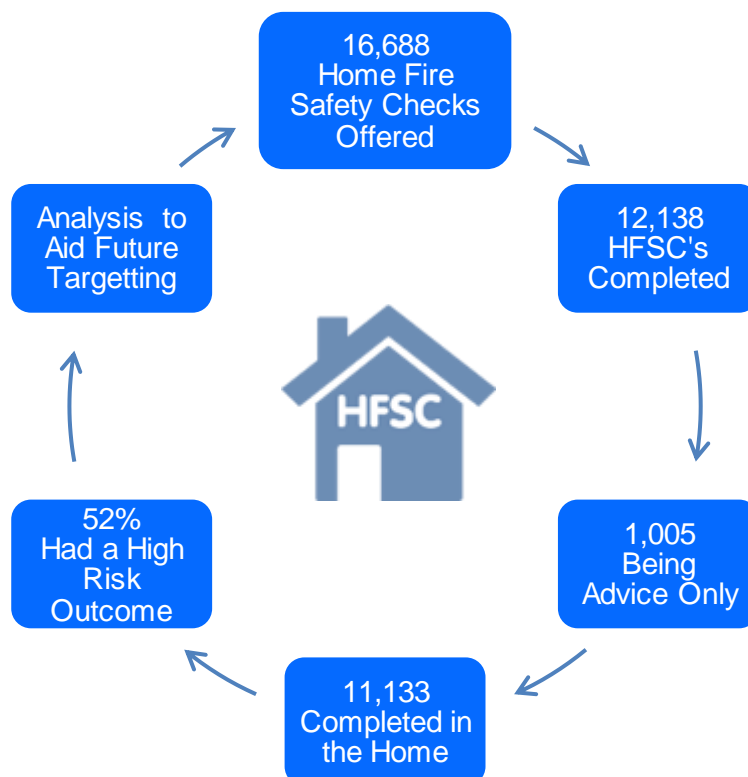 16,688
Home Fire
Safety Checks
Offered
12,138
HFSC's
Completed
1,005
Being
Advice Only
11,133
Completed in
the Home
52%
Had a High
Risk
Outcome
Analysis to
Aid Future
Targetting
HFSC